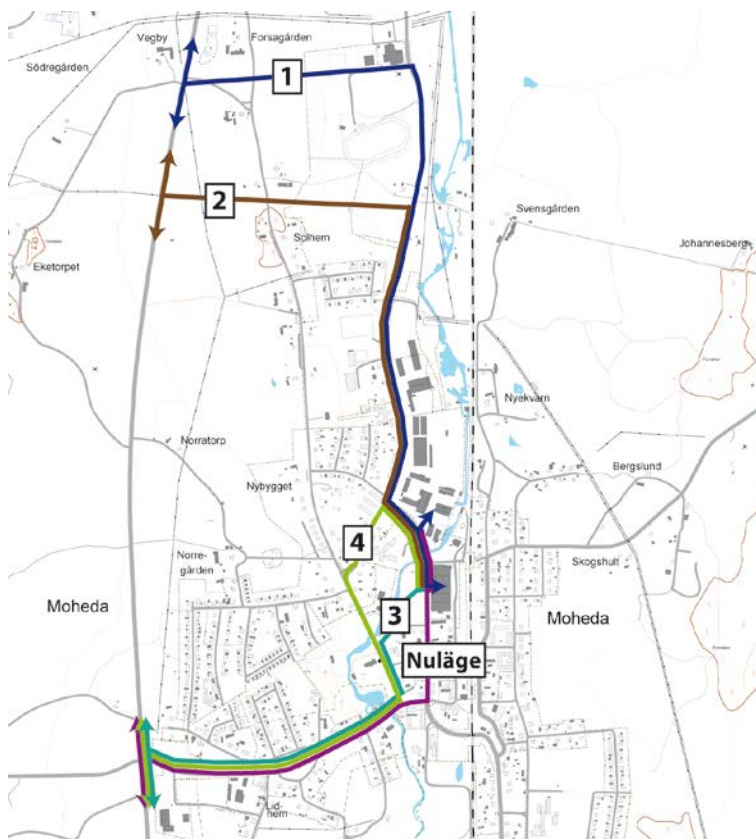 Vegby
Forsagården
Södregården
1
2
Svensgården
Solhem
Johannesberg
Eketorpet
Nyekvarn
Norratorp
Bergslund
Nybygget
4
Norre-
gården
Skogshult
Moheda
3
Moheda
Nuläge
Lid-
hem